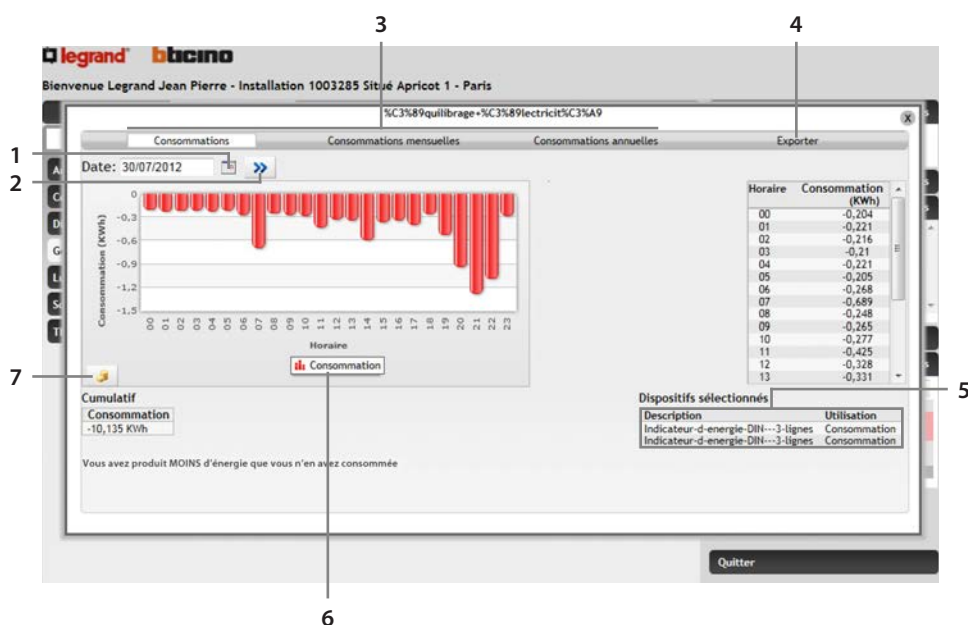 3 4
legrand bticino
Bienvenue Legrand Jean Pierre - Installation 1003285 Situé Apricot 1 - Paris
%C3%89quilibrage+%C3%89lectricit%C3%A9
X
Consommations Consommations mensuelles Consommations annuelles Exporter
1
Date: 30/07/2012
2
Horaire Consommation (KWh)
00 -0,204
01 -0,221
02 -0,216
03 -0,21
04 -0,221
05 -0,205
06 -0,268
07 -0,689
08 -0,248
09 -0,265
10 -0,277
11 -0,425
12 -0,328
13 -0,331
Consommation (KWh)
0
-0,3
-0,6
-0,9
-1,2
-1,5
00 01 02 03 04 05 06 07 08 09 10 11 12 13 14 15 16 17 18 19 20 21 22 23
Horaire
Consommation
7
5
Cumulatif
Consommation
-10,135 KWh
Dispositifs sélectionnés
Description Utilisation
Indicateur-d-energie-DIN---3-lignes Consommation
Indicateur-d-energie-DIN---3-lignes Consommation
Vous avez produit MOINS d'énergie que vous n'en avez consommée
Quitter
6